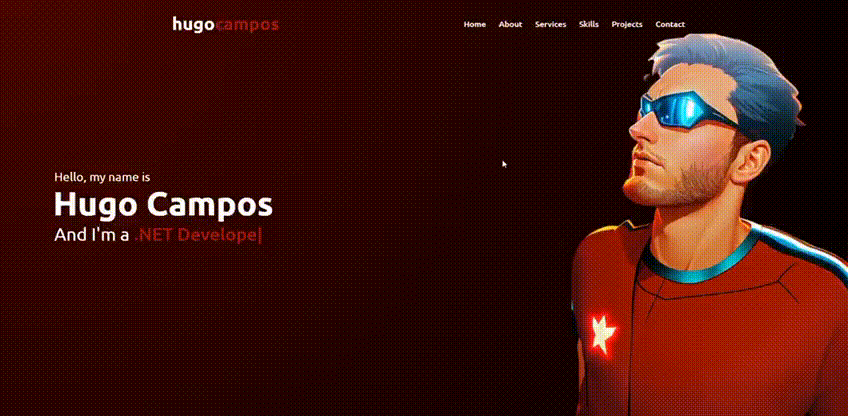 hugocampos
Home About Services Skills Projects Contact
Hello, my name is
Hugo Campos
And I'm a .NET Develope|